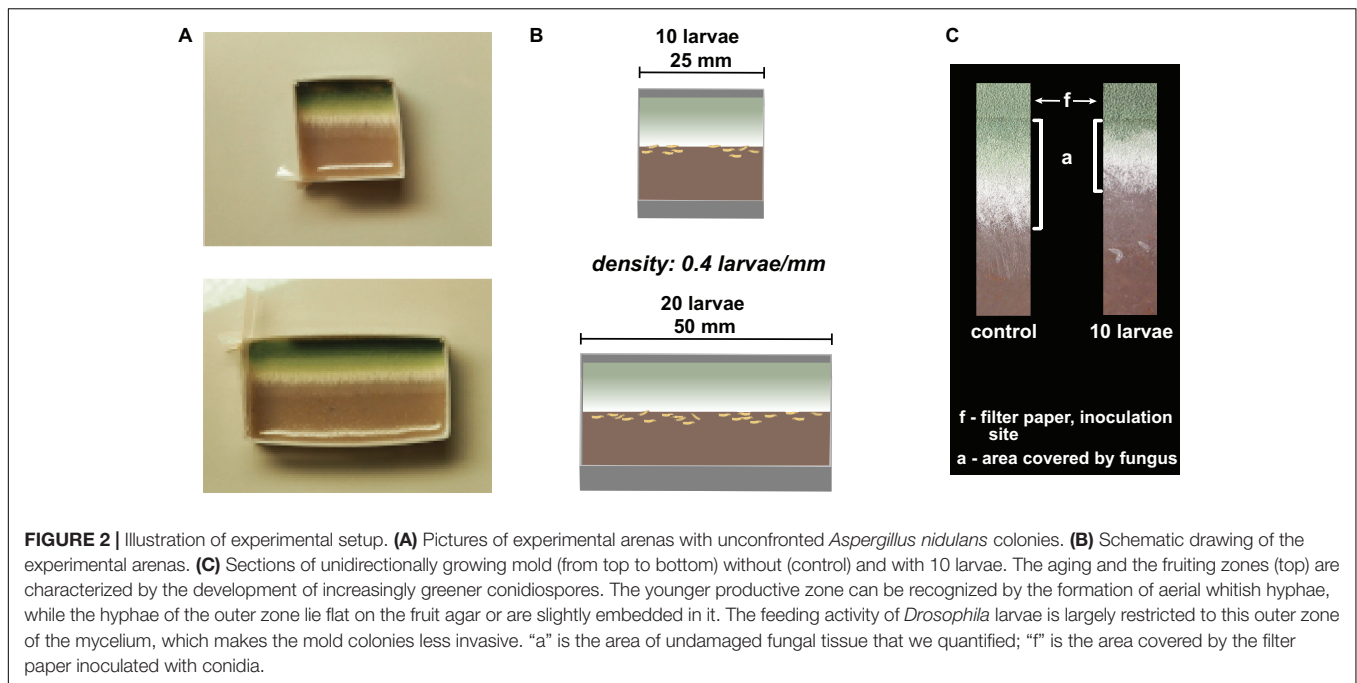 A
B
10 larvae
25 mm
density: 0.4 larvae/mm
20 larvae
50 mm
C
f
a
control
10 larvae
f - filter paper, inoculation
site
a - area covered by fungus
FIGURE 2 | Illustration of experimental setup. (A) Pictures of experimental arenas with unconfronted Aspergillus nidulans colonies. (B) Schematic drawing of the
experimental arenas. (C) Sections of unidirectionally growing mold (from top to bottom) without (control) and with 10 larvae. The aging and the fruiting zones (top) are
characterized by the development of increasingly greener conidiospores. The younger productive zone can be recognized by the formation of aerial whitish hyphae,
while the hyphae of the outer zone lie flat on the fruit agar or are slightly embedded in it. The feeding activity of Drosophila larvae is largely restricted to this outer zone
of the mycelium, which makes the mold colonies less invasive. “a” is the area of undamaged fungal tissue that we quantified; “f” is the area covered by the filter
paper inoculated with conidia.